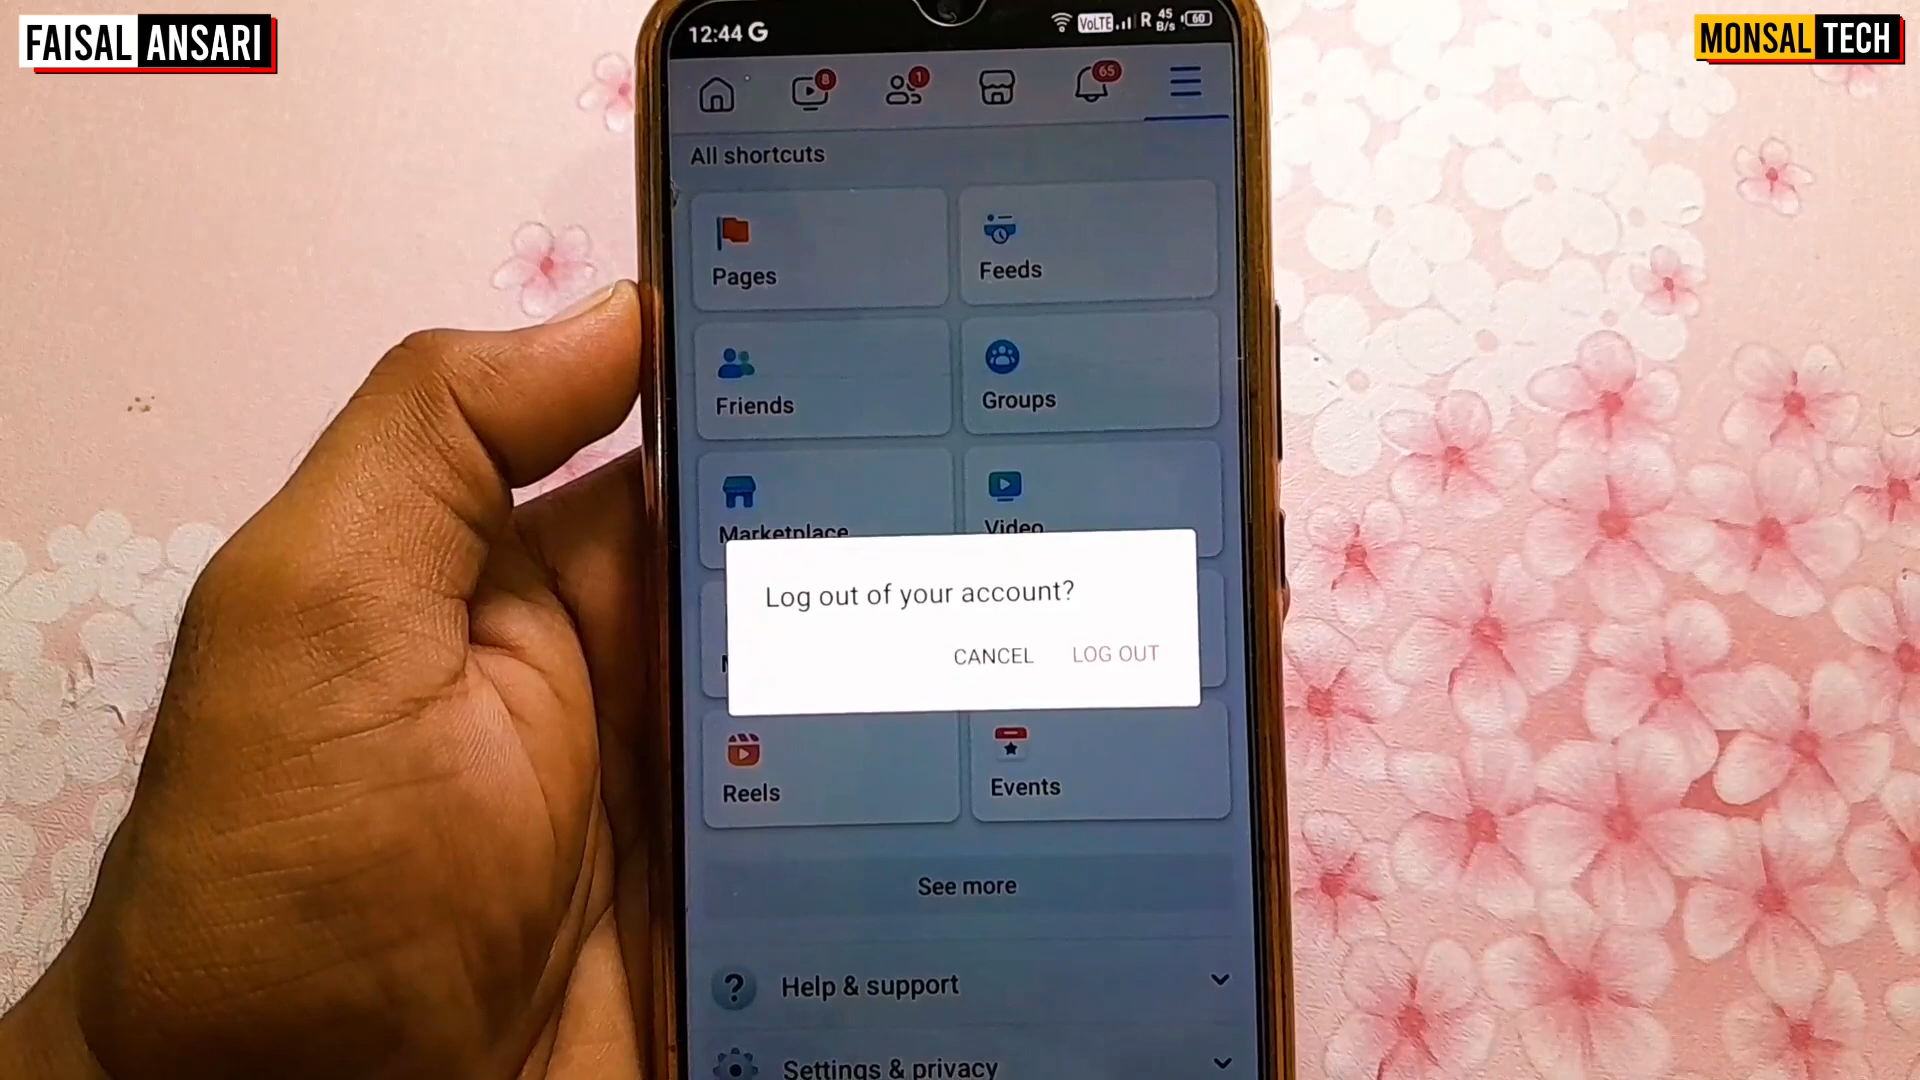 FAISAL ANSARI
MONSAL TECH
12:44 G
VoLTE R 45 B/s 60
8
1
65
All shortcuts
Pages
Feeds
Friends
Groups
Marketplace
Video
Log out of your account?
CANCEL LOG OUT
Reels
Events
See more
Help & support
Settings & privacy